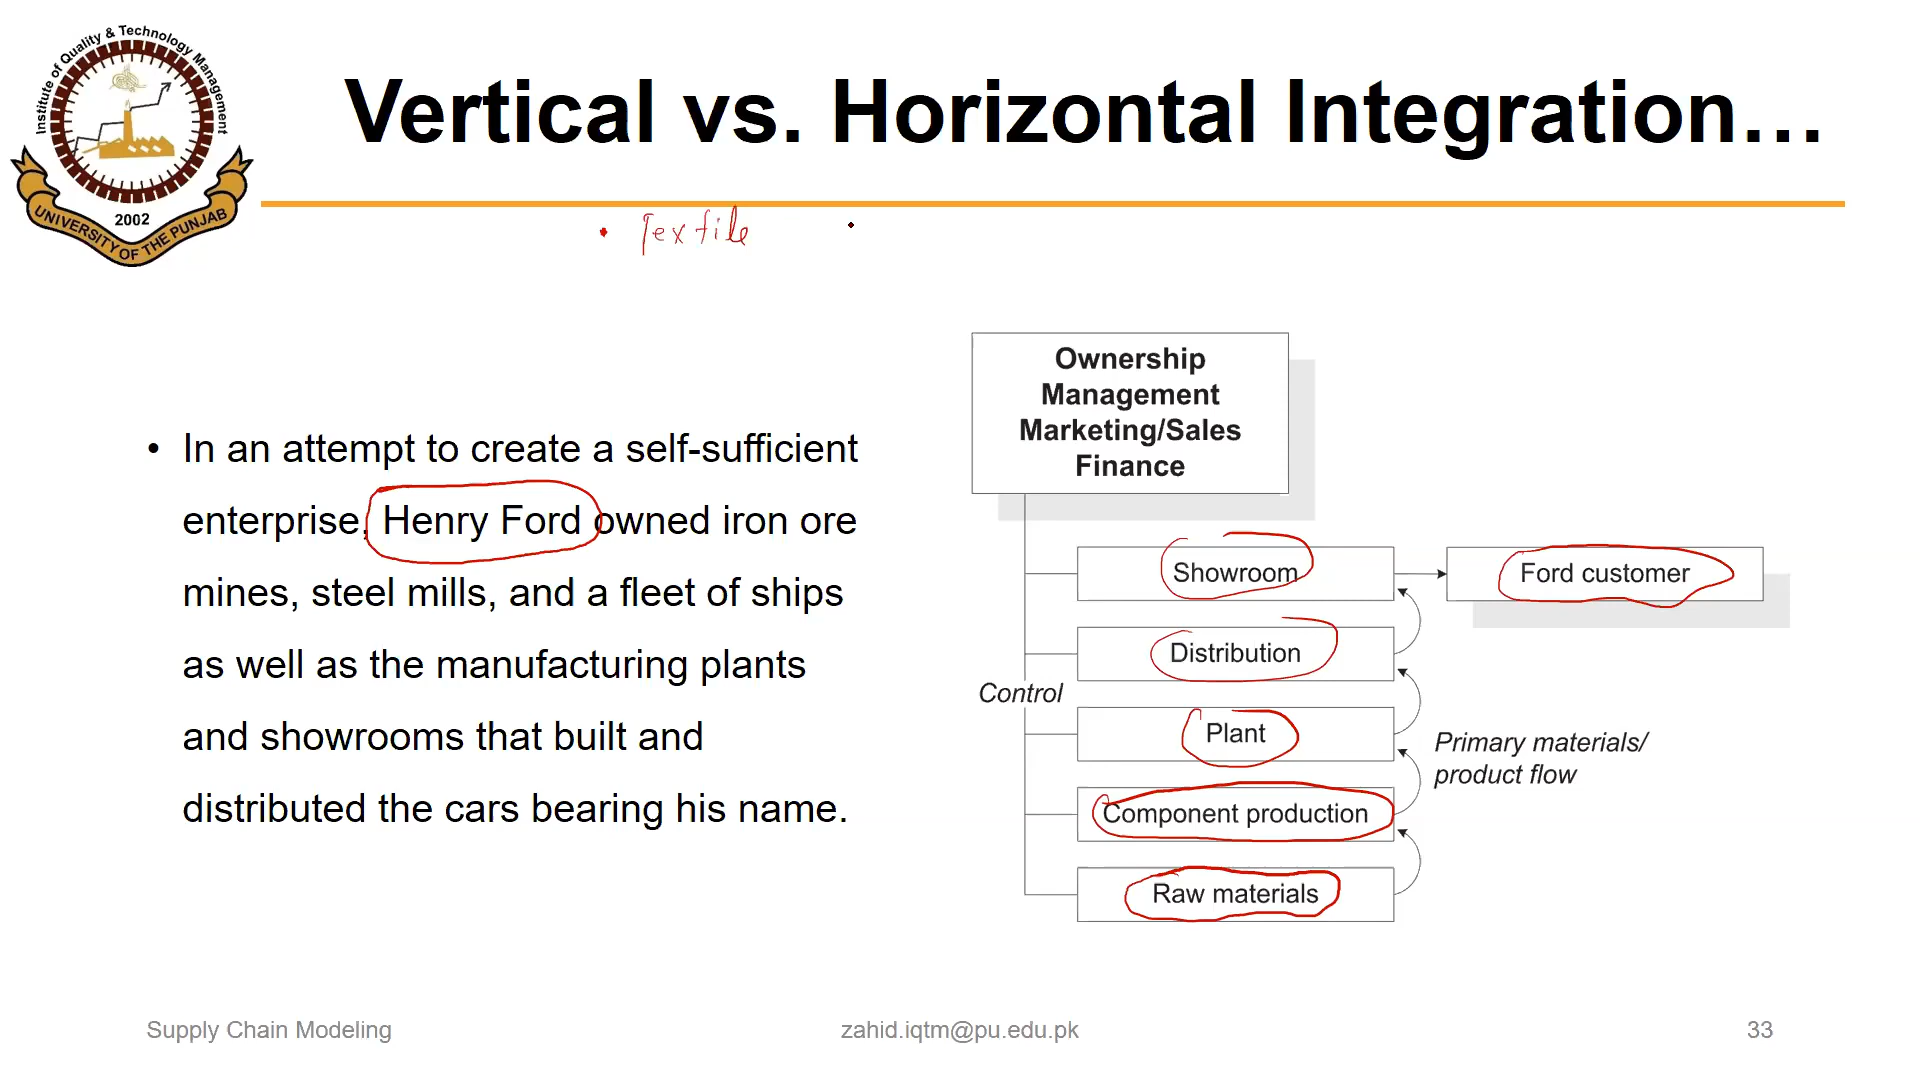 Institute of Quality & Technology Management
2002
UNIVERSITY OF THE PUNJAB
Vertical vs. Horizontal Integration…
• Textile
• In an attempt to create a self-sufficient
enterprise, Henry Ford owned iron ore
mines, steel mills, and a fleet of ships
as well as the manufacturing plants
and showrooms that built and
distributed the cars bearing his name.
Ownership
Management
Marketing/Sales
Finance
Showroom
Ford customer
Distribution
Control
Plant
Primary materials/
product flow
Component production
Raw materials
Supply Chain Modeling
zahid.iqtm@pu.edu.pk
33